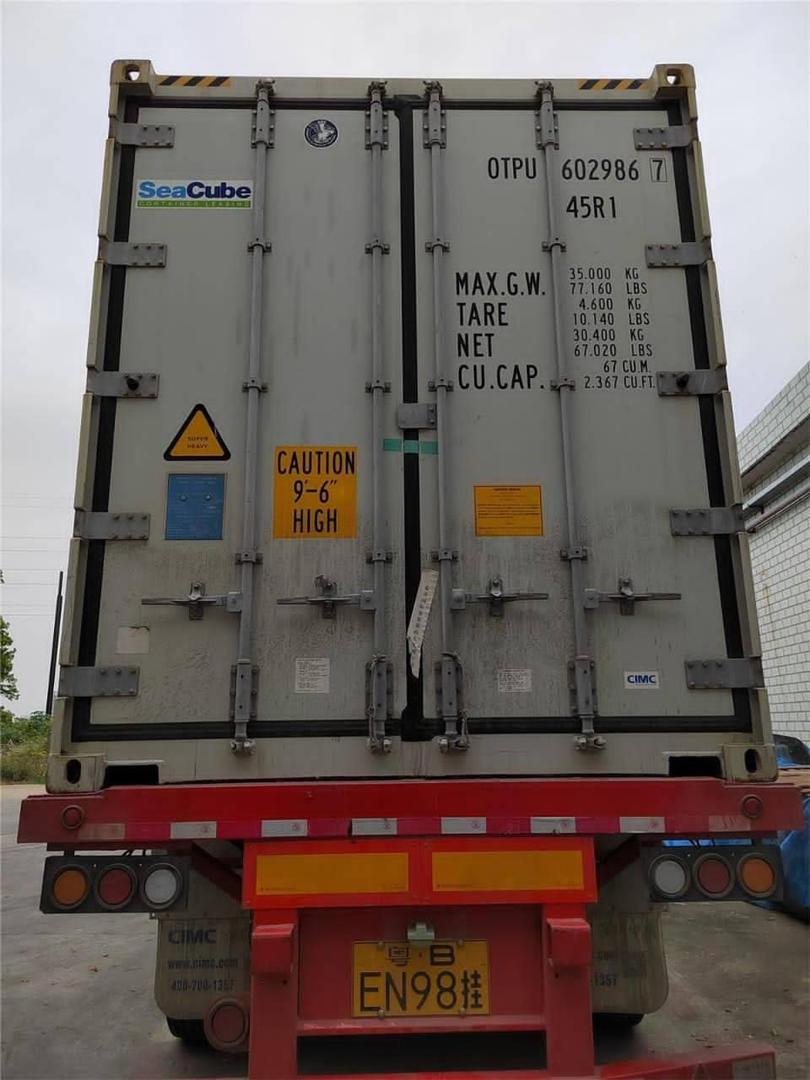 SeaCube
CONTAINER LEASING
OTPU 602986 7
45R1
MAX.G.W. 35.000 KG
77.160 LBS
TARE 4.600 KG
10.140 LBS
NET 30.400 KG
67.020 LBS
CU.CAP. 67 CU.M.
2.367 CU.FT.
SUPER
HEAVY
CAUTION
9'-6"
HIGH
CIMC
CIMC
www.cimc.com
400-700-1357
粤B
EN98挂
1357